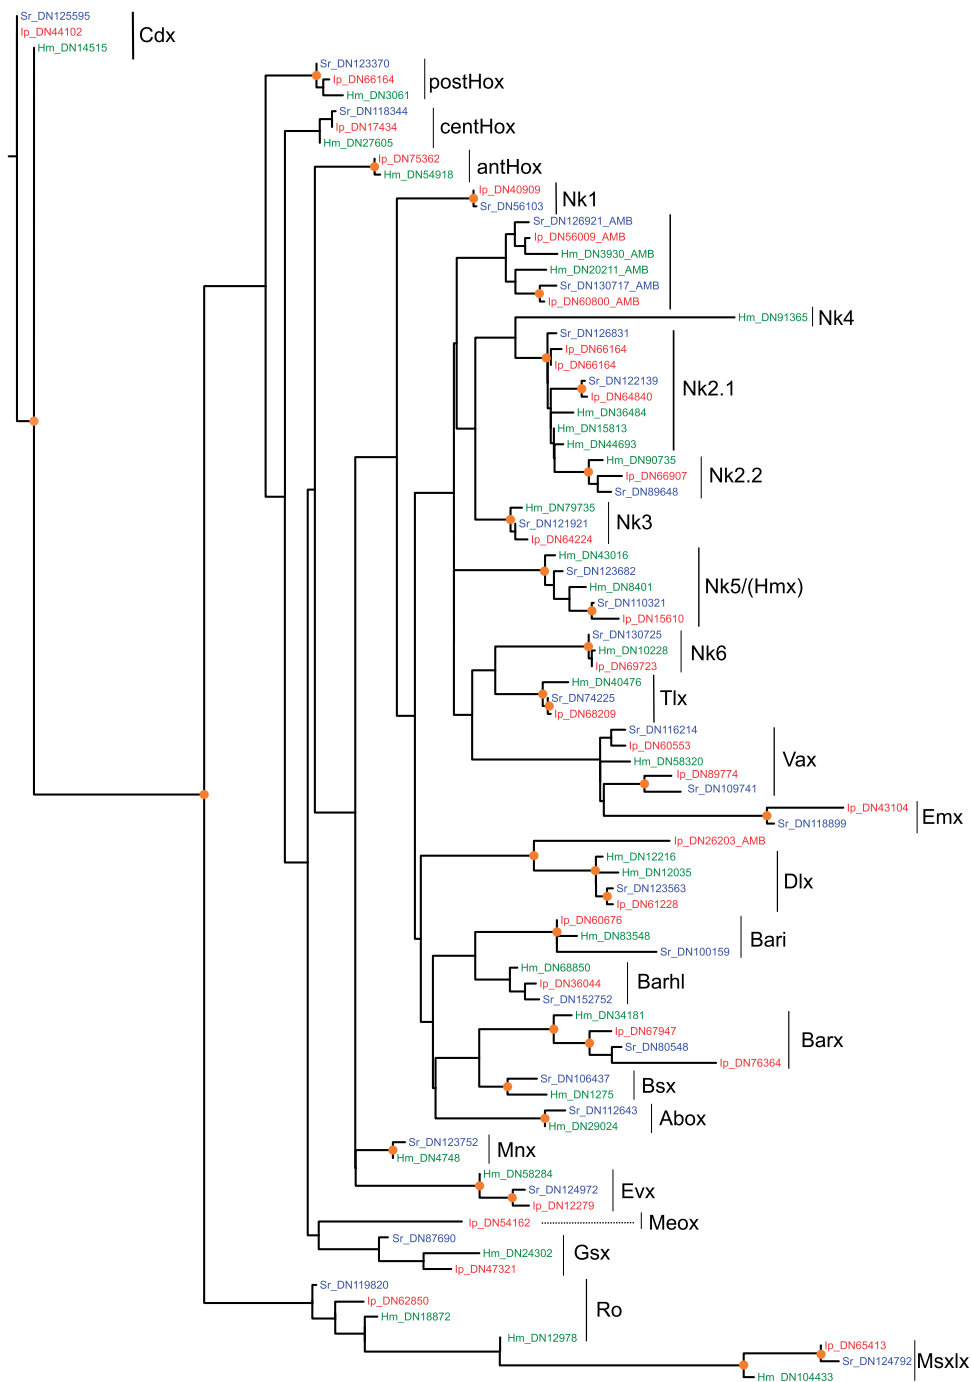 Sr_DN125595
Ip_DN44102
Hm_DN14515
Cdx
Sr_DN123370
Ip_DN66164
Hm_DN3061
postHox
Sr_DN118344
Ip_DN17434
Hm_DN27605
centHox
Ip_DN75362
Hm_DN54918
antHox
Ip_DN40909
Sr_DN56103
Nk1
Sr_DN126921_AMB
Ip_DN56009_AMB
Hm_DN3930_AMB
Hm_DN20211_AMB
Sr_DN130717_AMB
Ip_DN60800_AMB
Hm_DN91365
Nk4
Sr_DN126831
Ip_DN66164
Ip_DN66164
Sr_DN122139
Ip_DN64840
Hm_DN36484
Hm_DN15813
Hm_DN44693
Nk2.1
Hm_DN90735
Ip_DN66907
Sr_DN89648
Nk2.2
Hm_DN79735
Sr_DN121921
Ip_DN64224
Nk3
Hm_DN43016
Sr_DN123682
Hm_DN8401
Sr_DN110321
Ip_DN15610
Nk5/(Hmx)
Sr_DN130725
Hm_DN10228
Ip_DN69723
Nk6
Hm_DN40476
Sr_DN74225
Ip_DN68209
Tlx
Sr_DN116214
Ip_DN60553
Hm_DN58320
Ip_DN89774
Sr_DN109741
Vax
Ip_DN43104
Sr_DN118899
Emx
Ip_DN26203_AMB
Hm_DN12216
Hm_DN12035
Sr_DN123563
Ip_DN61228
Dlx
Ip_DN60676
Hm_DN83548
Sr_DN100159
Bari
Hm_DN68850
Ip_DN36044
Sr_DN152752
Barhl
Hm_DN34181
Ip_DN67947
Sr_DN80548
Ip_DN76364
Barx
Sr_DN106437
Hm_DN1275
Bsx
Sr_DN112643
Hm_DN29024
Abox
Sr_DN123752
Hm_DN4748
Mnx
Hm_DN58284
Sr_DN124972
Ip_DN12279
Evx
Ip_DN54162
Meox
Sr_DN87690
Hm_DN24302
Ip_DN47321
Gsx
Sr_DN119820
Ip_DN62850
Hm_DN18872
Hm_DN12978
Ro
Ip_DN65413
Sr_DN124792
Hm_DN104433
Msxlx